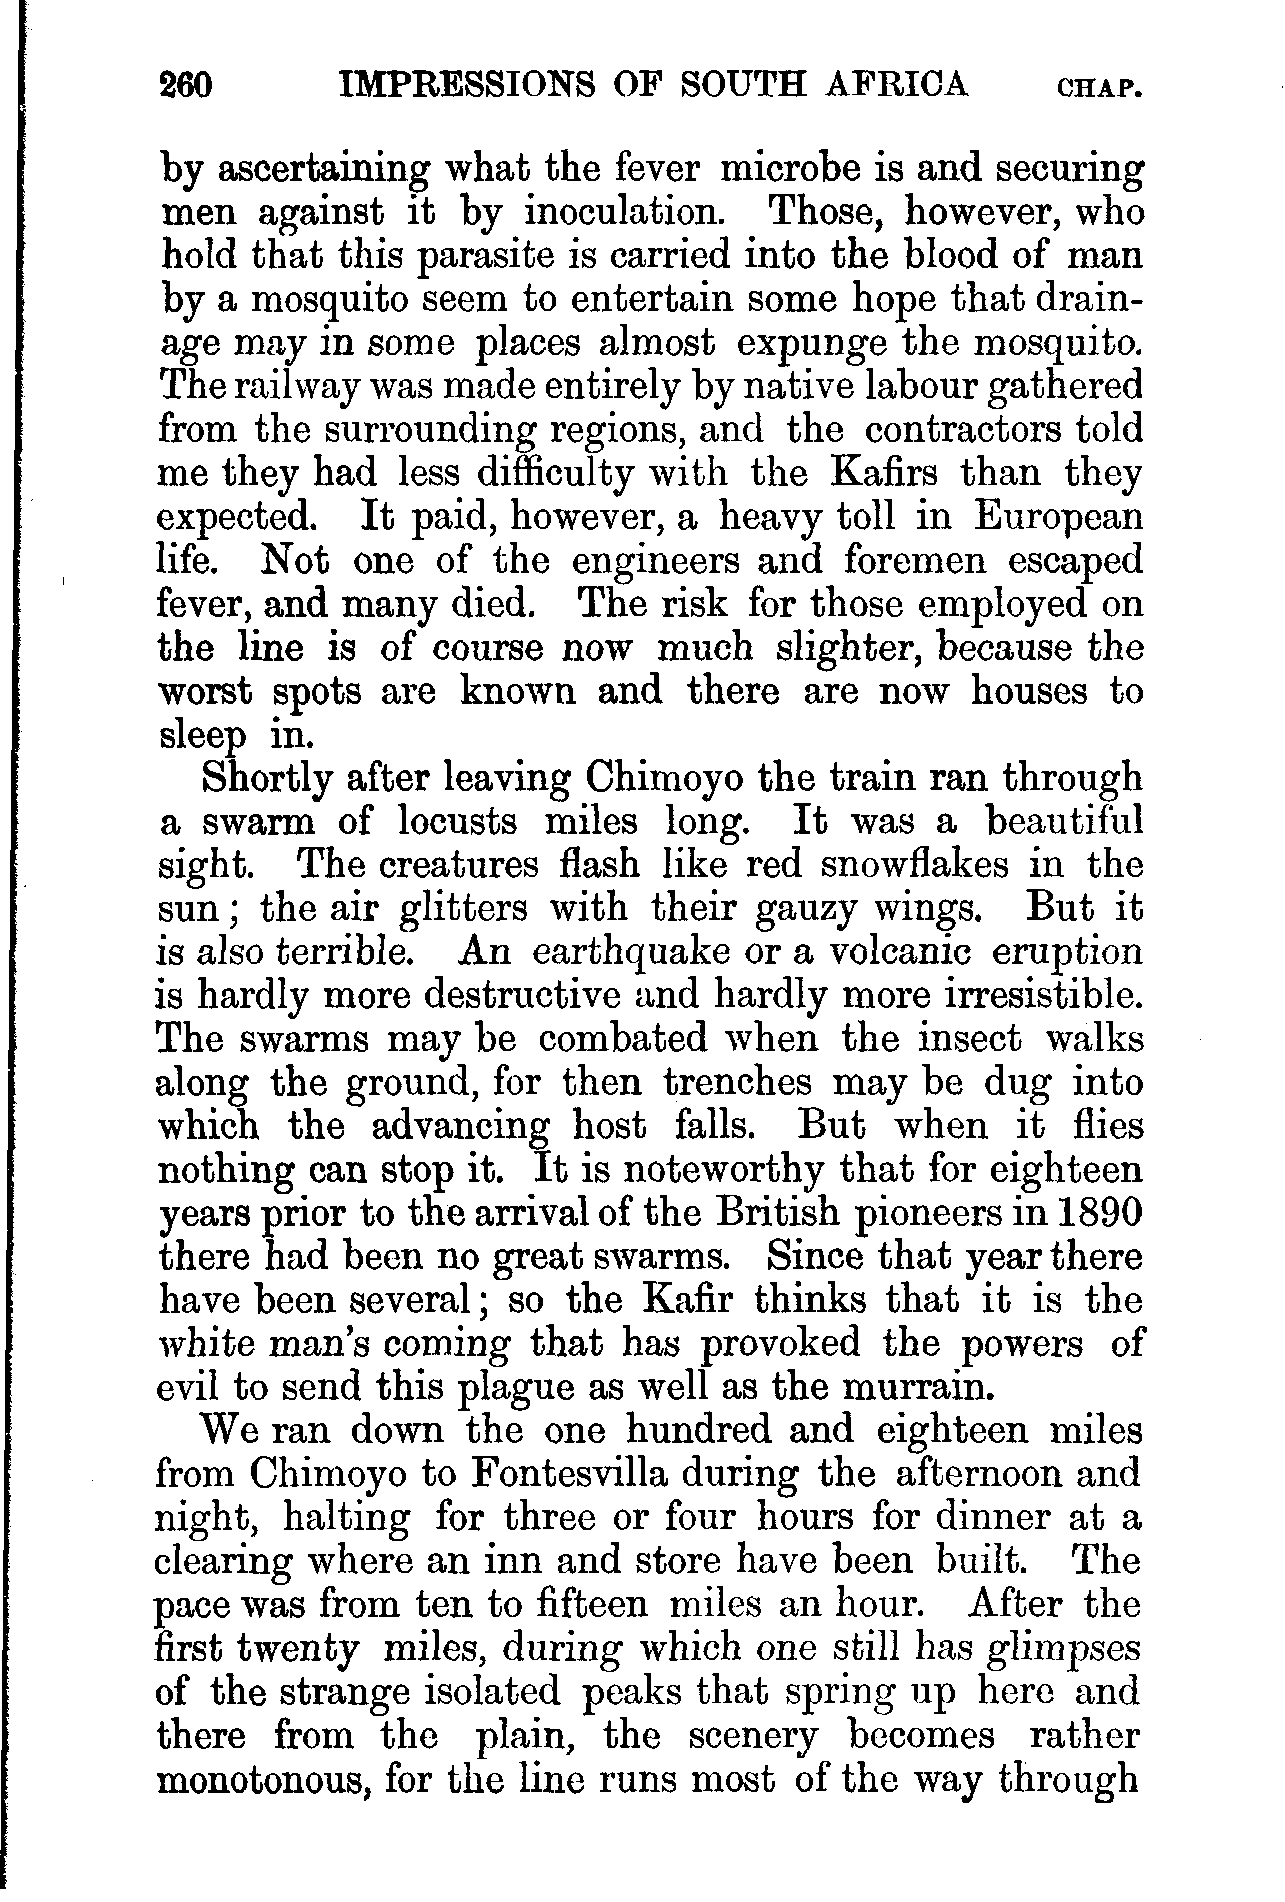 260 IMPRESSIONS OF SOUTH AFRICA CHAP.
by ascertaining what the fever microbe is and securing
men against it by inoculation. Those, however, who
hold that this parasite is carried into the blood of man
by a mosquito seem to entertain some hope that drain-
age may in some places almost expunge the mosquito.
The railway was made entirely by native labour gathered
from the surrounding regions, and the contractors told
me they had less difficulty with the Kafirs than they
expected. It paid, however, a heavy toll in European
life. Not one of the engineers and foremen escaped
fever, and many died. The risk for those employed on
the line is of course now much slighter, because the
worst spots are known and there are now houses to
sleep in.
Shortly after leaving Chimoyo the train ran through
a swarm of locusts miles long. It was a beautiful
sight. The creatures flash like red snowflakes in the
sun; the air glitters with their gauzy wings. But it
is also terrible. An earthquake or a volcanic eruption
is hardly more destructive and hardly more irresistible.
The swarms may be combated when the insect walks
along the ground, for then trenches may be dug into
which the advancing host falls. But when it flies
nothing can stop it. It is noteworthy that for eighteen
years prior to the arrival of the British pioneers in 1890
there had been no great swarms. Since that year there
have been several; so the Kafir thinks that it is the
white man's coming that has provoked the powers of
evil to send this plague as well as the murrain.
We ran down the one hundred and eighteen miles
from Chimoyo to Fontesvilla during the afternoon and
night, halting for three or four hours for dinner at a
clearing where an inn and store have been built. The
pace was from ten to fifteen miles an hour. After the
first twenty miles, during which one still has glimpses
of the strange isolated peaks that spring up here and
there from the plain, the scenery becomes rather
monotonous, for the line runs most of the way through